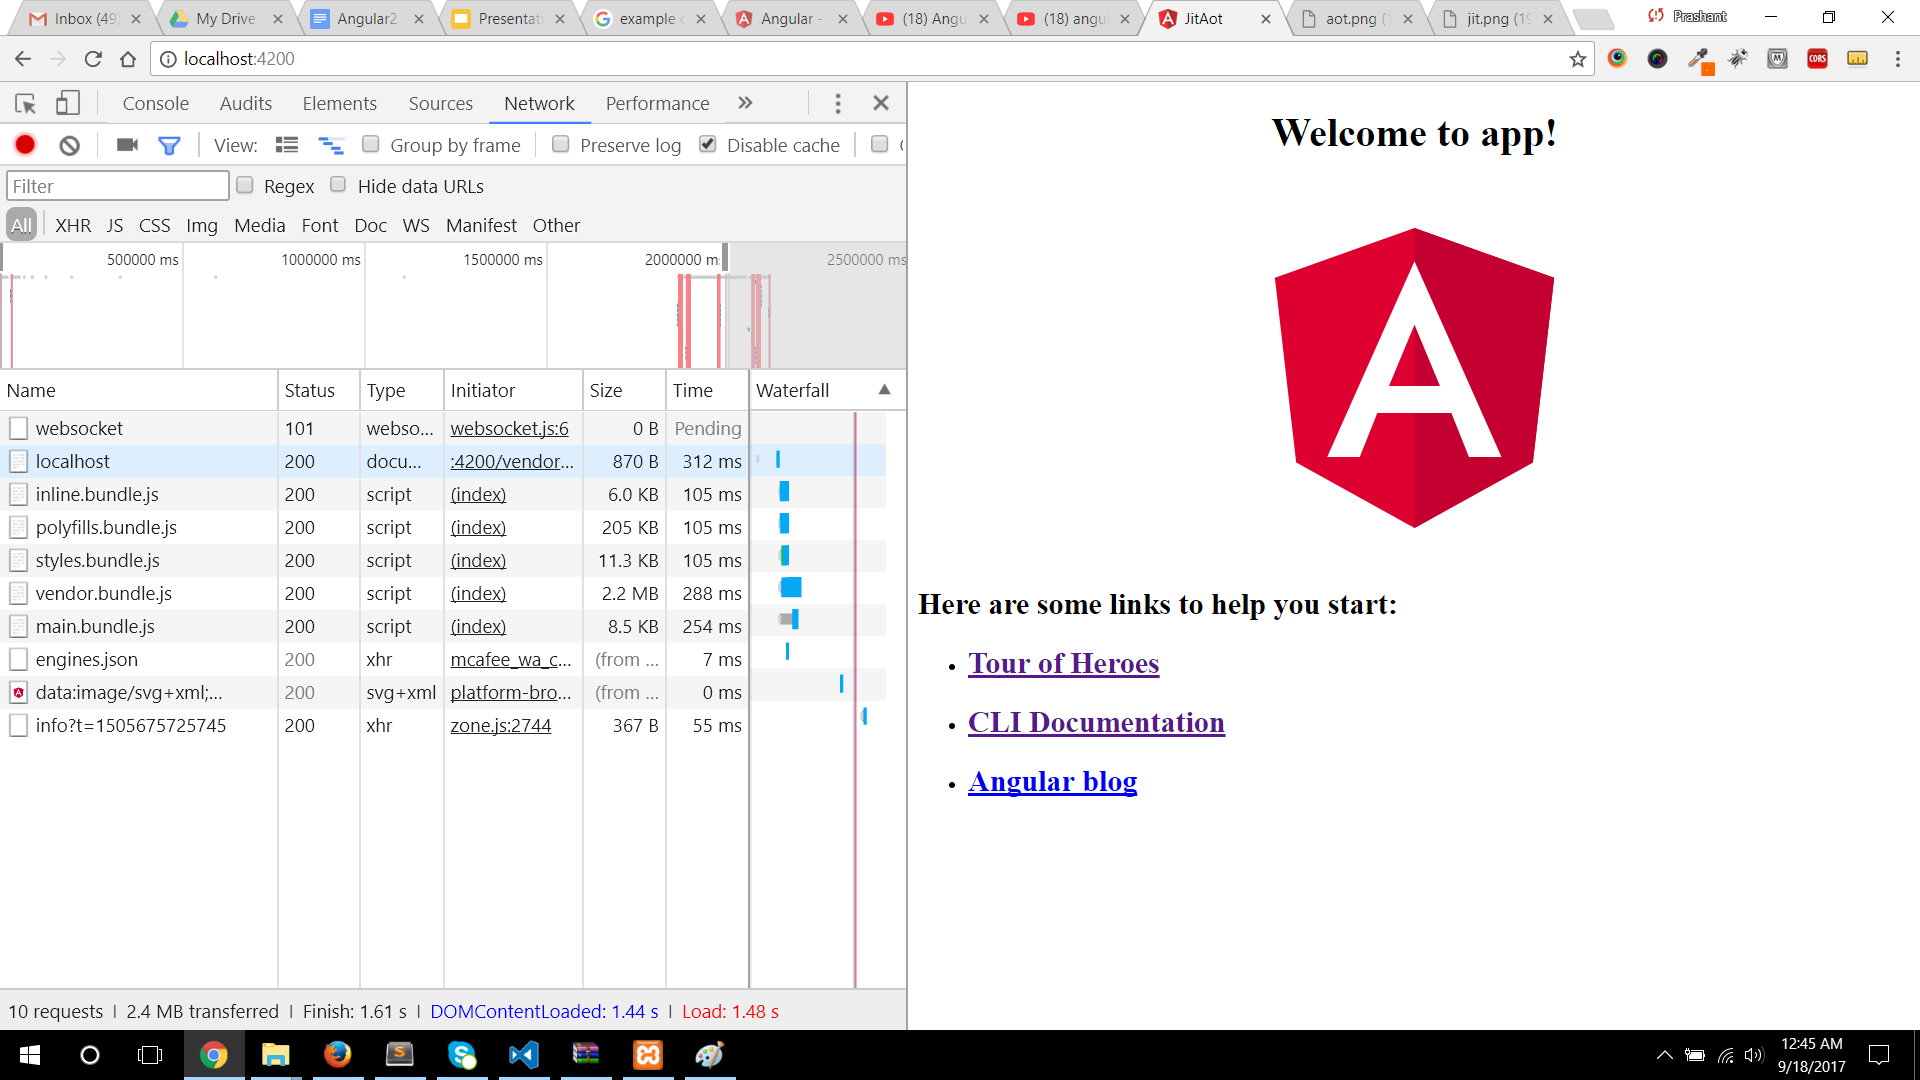 Inbox (49) My Drive Angular2 Presentat example c Angular - (18) Angu (18) angul JitAot aot.png (1 jit.png (19 Prashant
localhost:4200
CORS
Console Audits Elements Sources Network Performance
View: Group by frame Preserve log Disable cache
Filter Regex Hide data URLs
All XHR JS CSS Img Media Font Doc WS Manifest Other
500000 ms 1000000 ms 1500000 ms 2000000 m 2500000 ms
Name Status Type Initiator Size Time Waterfall
websocket 101 webso... websocket.js:6 0 B Pending
localhost 200 docu... :4200/vendor... 870 B 312 ms
inline.bundle.js 200 script (index) 6.0 KB 105 ms
polyfills.bundle.js 200 script (index) 205 KB 105 ms
styles.bundle.js 200 script (index) 11.3 KB 105 ms
vendor.bundle.js 200 script (index) 2.2 MB 288 ms
main.bundle.js 200 script (index) 8.5 KB 254 ms
engines.json 200 xhr mcafee_wa_c... (from ... 7 ms
data:image/svg+xml;... 200 svg+xml platform-bro... (from ... 0 ms
info?t=1505675725745 200 xhr zone.js:2744 367 B 55 ms
10 requests | 2.4 MB transferred | Finish: 1.61 s | DOMContentLoaded: 1.44 s | Load: 1.48 s
Welcome to app!
A
Here are some links to help you start:
• Tour of Heroes
• CLI Documentation
• Angular blog
12:45 AM
9/18/2017